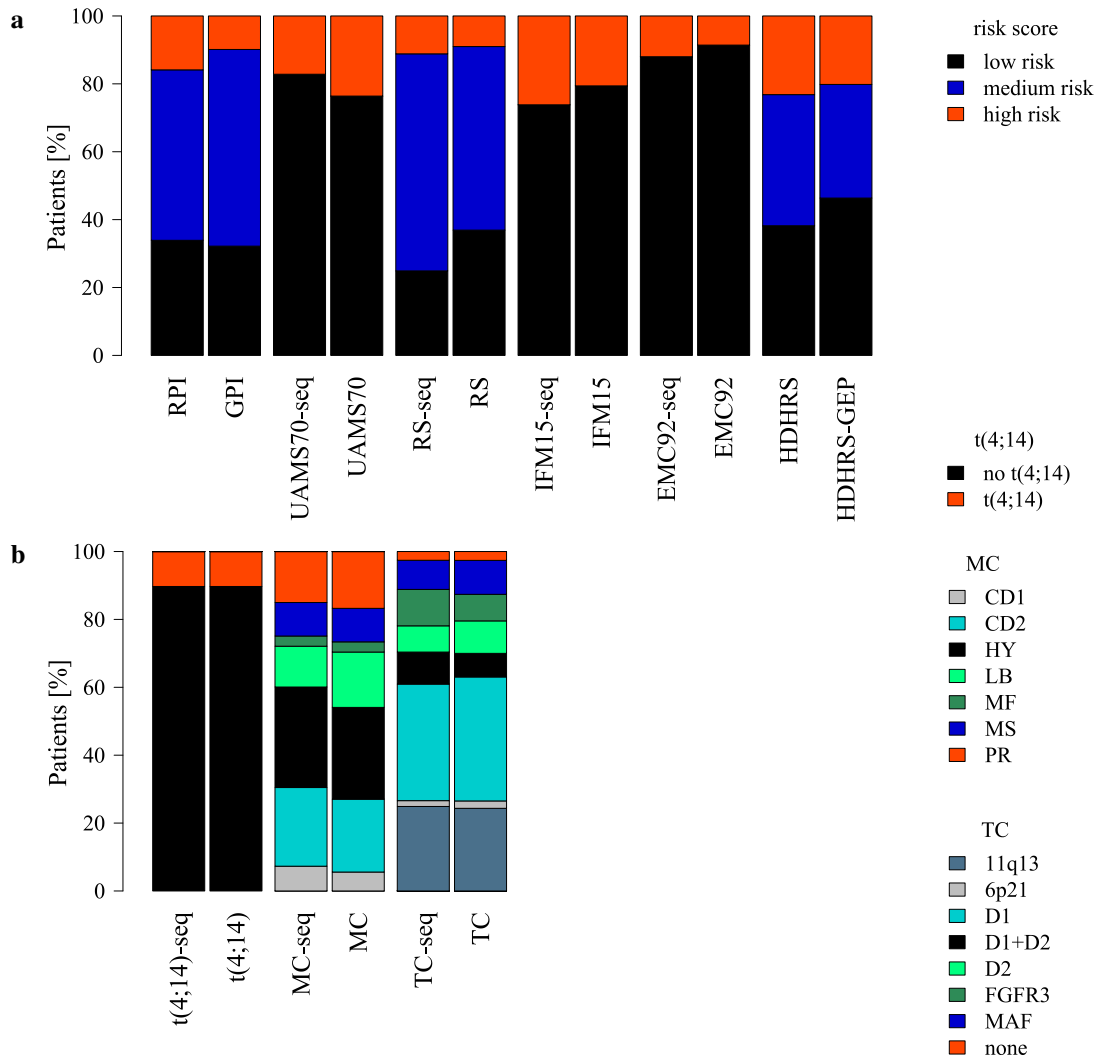 a
Patients [%]
100
80
60
40
20
0
RPI
GPI
UAMS70-seq
UAMS70
RS-seq
RS
IFM15-seq
IFM15
EMC92-seq
EMC92
HDHRS
HDHRS-GEP
risk score
low risk
medium risk
high risk
t(4;14)
no t(4;14)
t(4;14)
b
Patients [%]
100
80
60
40
20
0
t(4;14)-seq
t(4;14)
MC-seq
MC
TC-seq
TC
MC
CD1
CD2
HY
LB
MF
MS
PR
TC
11q13
6p21
D1
D1+D2
D2
FGFR3
MAF
none